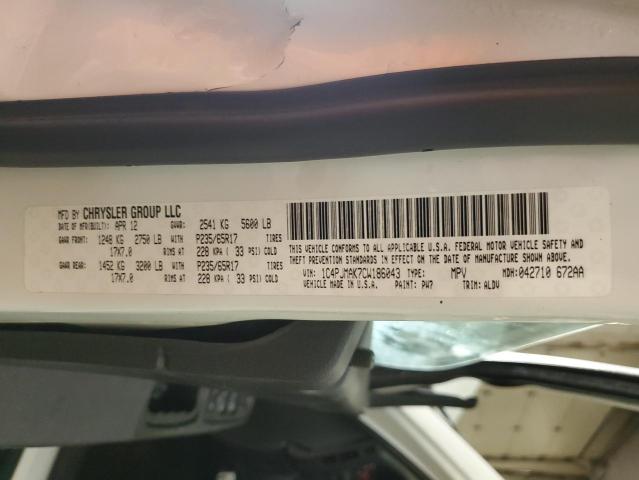 MFD BY CHRYSLER GROUP LLC
DATE OF MFR(BUILT): APR 12 GVWR: 2541 KG 5600 LB
GAWR FRONT: 1248 KG 2750 LB WITH P235/65R17 TIRES
17X7.0 RIMS AT 228 KPA ( 33 PSI) COLD
GAWR REAR: 1452 KG 3200 LB WITH P235/65R17 TIRES
17X7.0 RIMS AT 228 KPA ( 33 PSI) COLD
THIS VEHICLE CONFORMS TO ALL APPLICABLE U.S.A. FEDERAL MOTOR VEHICLE SAFETY AND
THEFT PREVENTION STANDARDS IN EFFECT ON THE DATE OF MANUFACTURE SHOWN ABOVE.
VIN: 1C4PJMAK7CW186043 TYPE: MPV MDH: 042710 672AA
VEHICLE MADE IN U.S.A. PAINT: PW7 TRIM: ALDV